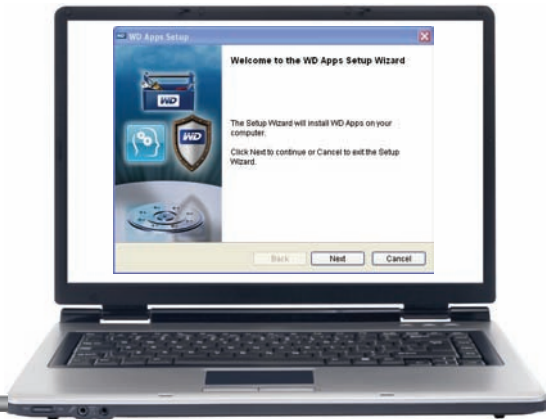 WD Apps Setup
Welcome to the WD Apps Setup Wizard
WD
WD
The Setup Wizard will install WD Apps on your
computer.
Click Next to continue or Cancel to exit the Setup
Wizard.
Back Next Cancel